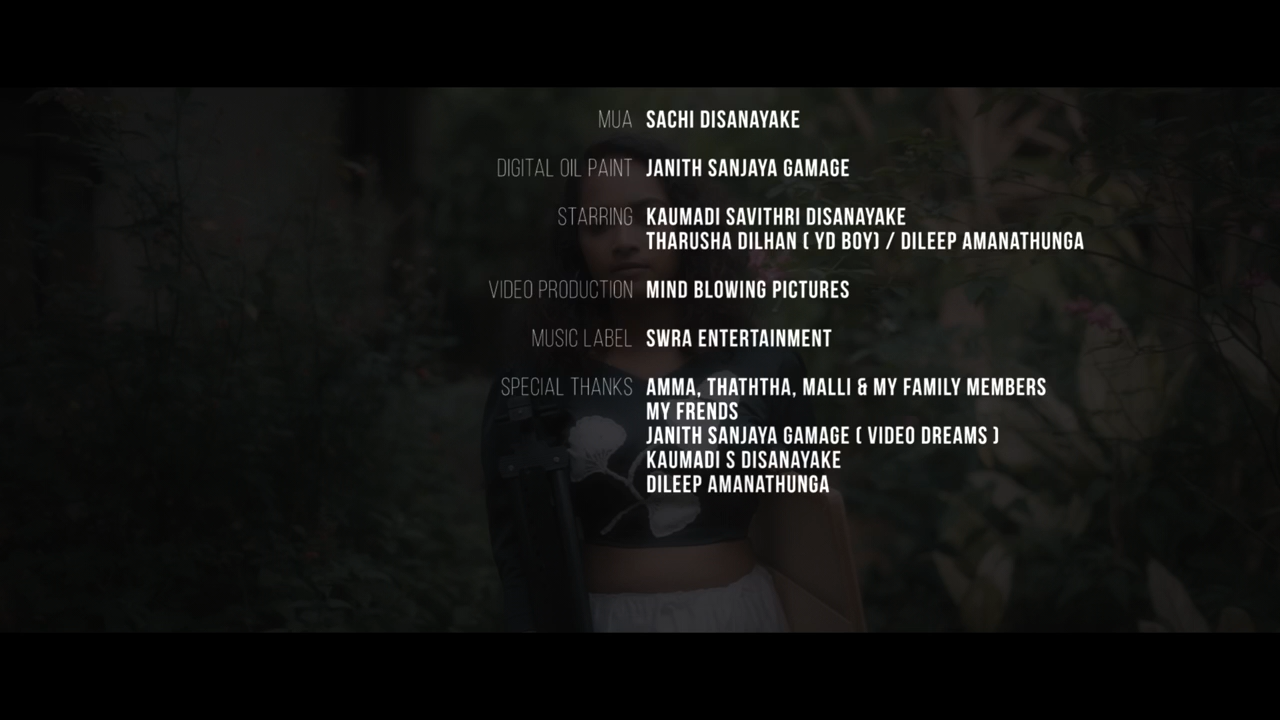 MUA SACHI DISANAYAKE
DIGITAL OIL PAINT JANITH SANJAYA GAMAGE
STARRING KAUMADI SAVITHRI DISANAYAKE
THARUSHA DILHAN ( YD BOY) / DILEEP AMANATHUNGA
VIDEO PRODUCTION MIND BLOWING PICTURES
MUSIC LABEL SWRA ENTERTAINMENT
SPECIAL THANKS AMMA, THATHTHA, MALLI & MY FAMILY MEMBERS
MY FRENDS
JANITH SANJAYA GAMAGE ( VIDEO DREAMS )
KAUMADI S DISANAYAKE
DILEEP AMANATHUNGA